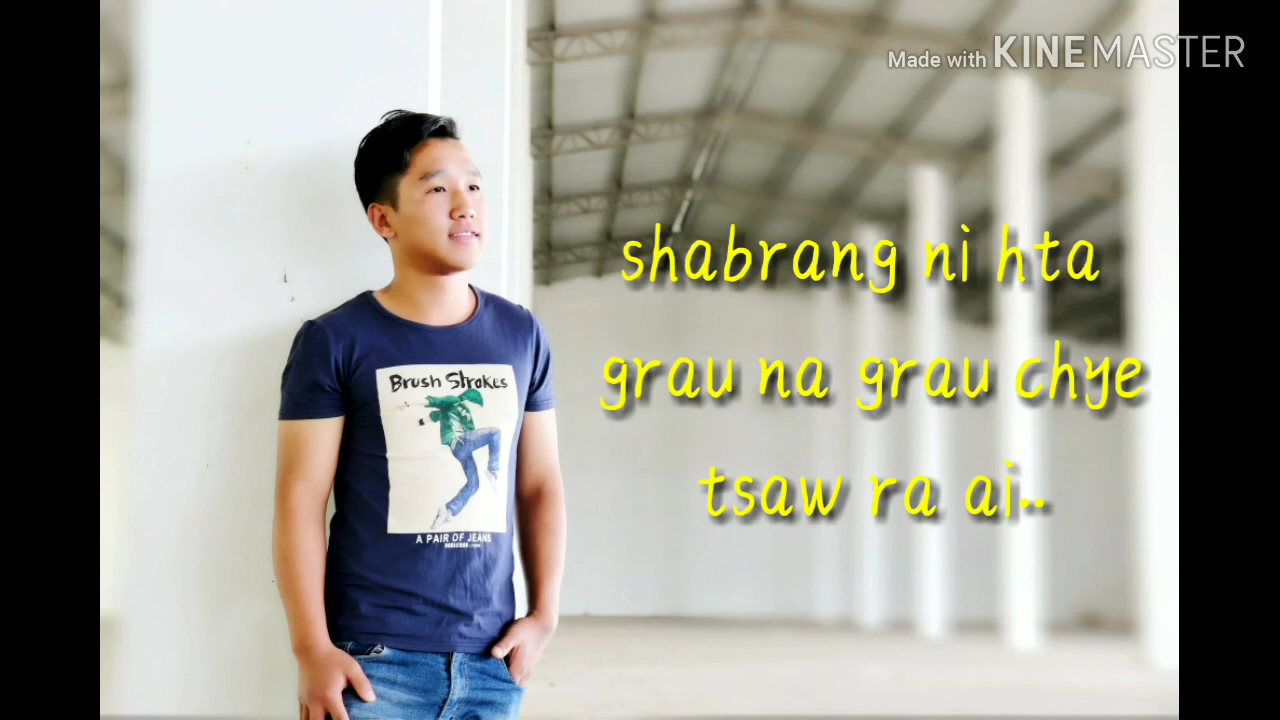 Made with KINEMASTER
shabrang ni hta
grau na grau chye
tsaw ra ai..
Brush Strokes
A PAIR OF JEANS